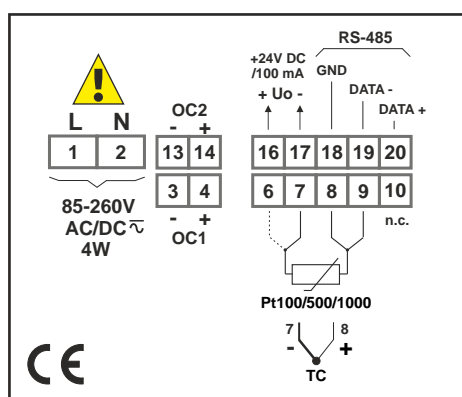 RS-485
+24V DC
/100 mA
GND
+ Uo -
DATA -
DATA +
!
L N
OC2
- +
1 2
13 14
16 17 18 19 20
3 4
6 7 8 9 10
85-260V
AC/DC
4W
- +
OC1
n.c.
Pt100/500/1000
7 8
- +
TC
CE